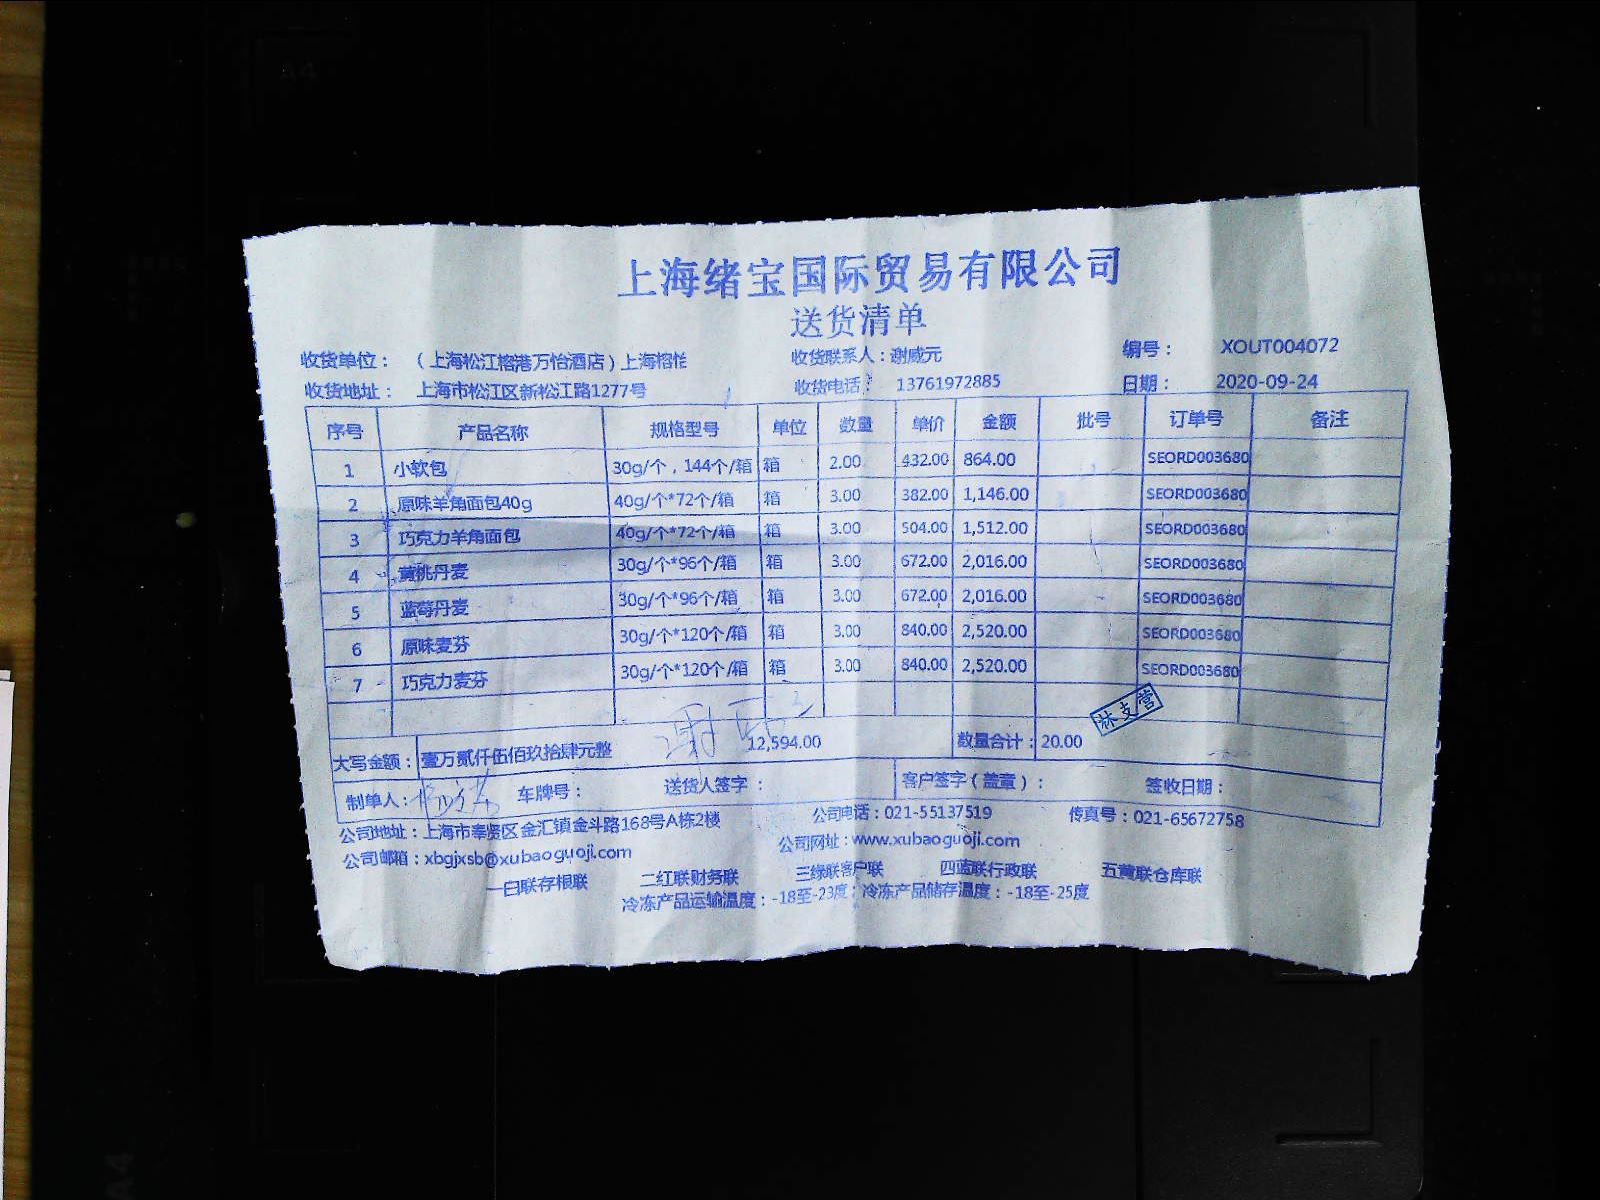 上海绪宝国际贸易有限公司
送货清单
收货单位： （上海松江榕港万怡酒店）上海榕怡 收货联系人：谢威元 编号： XOUT004072
收货地址： 上海市松江区新松江路1277号 收货电话： 13761972885 日期： 2020-09-24
序号 产品名称 规格型号 单位 数量 单价 金额 批号 订单号 备注
1 小软包 30g/个，144个/箱 箱 2.00 432.00 864.00 SEORD003680
2 原味羊角面包40g 40g/个*72个/箱 箱 3.00 382.00 1,146.00 SEORD003680
3 巧克力羊角面包 40g/个*72个/箱 箱 3.00 504.00 1,512.00 SEORD003680
4 黄桃丹麦 30g/个*96个/箱 箱 3.00 672.00 2,016.00 SEORD003680
5 蓝莓丹麦 30g/个*96个/箱 箱 3.00 672.00 2,016.00 SEORD003680
6 原味麦芬 30g/个*120个/箱 箱 3.00 840.00 2,520.00 SEORD003680
7 巧克力麦芬 30g/个*120个/箱 箱 3.00 840.00 2,520.00 SEORD003680
林支营
大写金额： 壹万贰仟伍佰玖拾肆元整 12,594.00 数量合计：20.00
制单人： 车牌号： 送货人签字： 客户签字（盖章）： 签收日期：
公司地址：上海市奉贤区金汇镇金斗路168号A栋2楼 公司电话：021-55137519 传真号：021-65672758
公司邮箱：xbgjxsb@xubaoguoji.com 公司网址：www.xubaoguoji.com
一白联存根联 二红联财务联 三绿联客户联 四蓝联行政联 五黄联仓库联
冷冻产品运输温度：-18至-23度；冷冻产品储存温度：-18至-25度